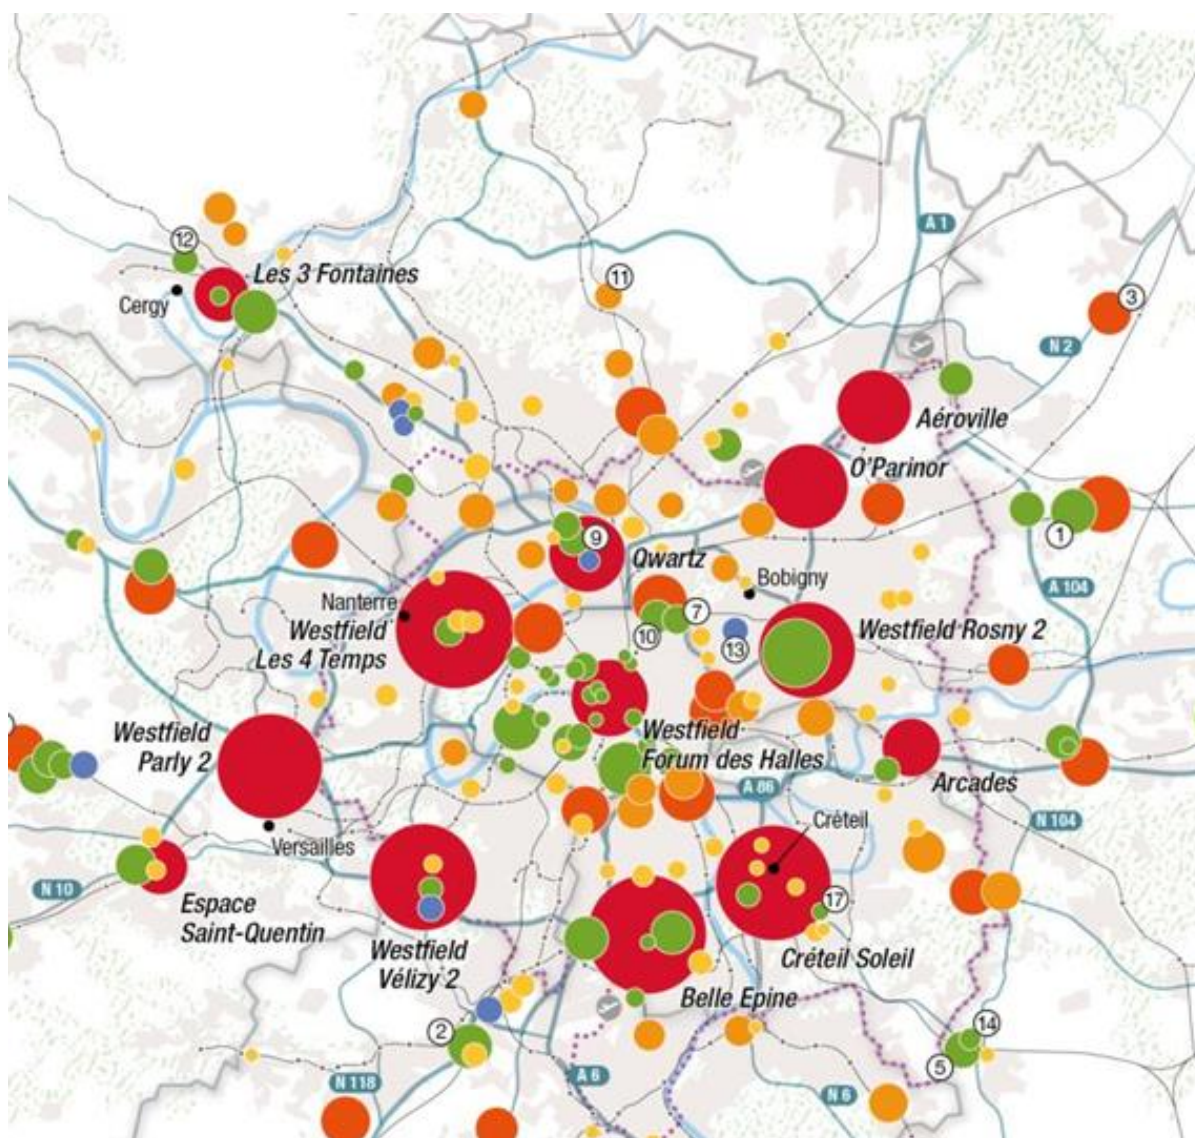 A 1
12
Les 3 Fontaines
Cergy
11
3
N 2
Aéroville
O'Parinor
1
9
Qwartz
Bobigny
A 104
Nanterre
Westfield
Les 4 Temps
10
7
13
Westfield Rosny 2
Westfield
Parly 2
Westfield
Forum des Halles
Arcades
A 86
Créteil
N 104
Versailles
N 10
Espace
Saint-Quentin
17
Westfield
Vélizy 2
Créteil Soleil
Belle Epine
2
14
5
N 118
A 6
N 6